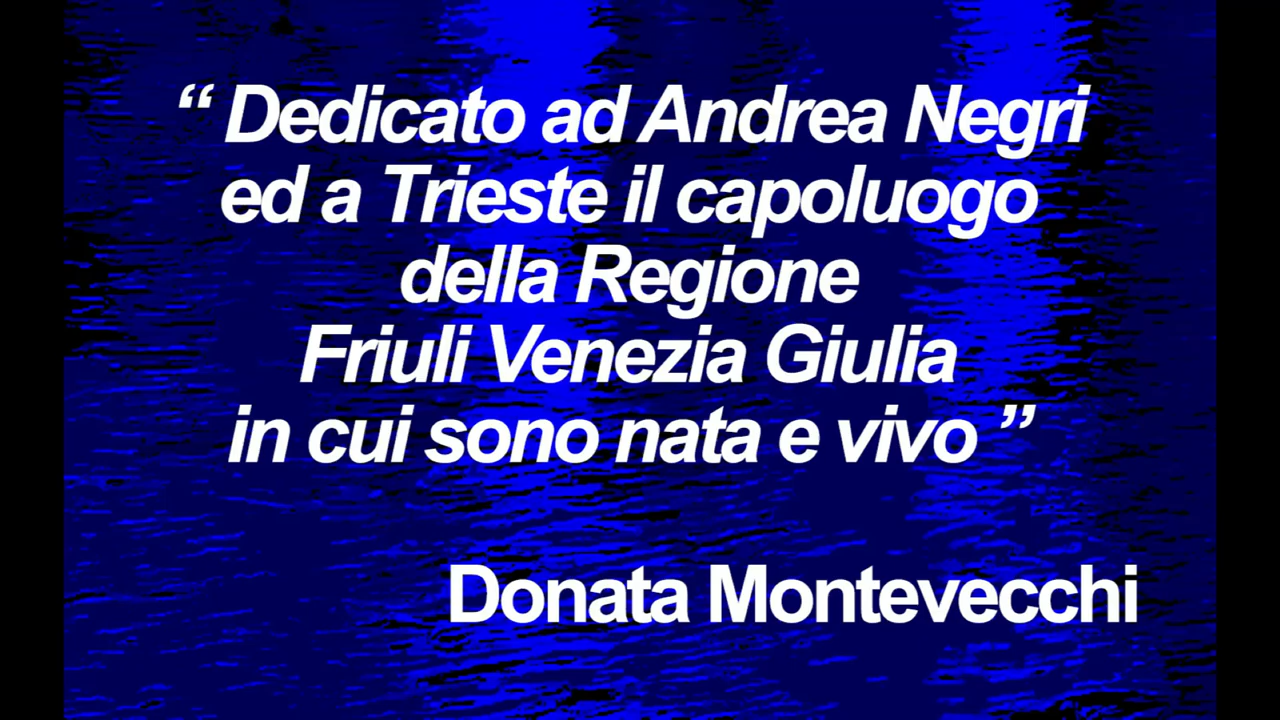 “ Dedicato ad Andrea Negri
ed a Trieste il capoluogo
della Regione
Friuli Venezia Giulia
in cui sono nata e vivo ”
Donata Montevecchi